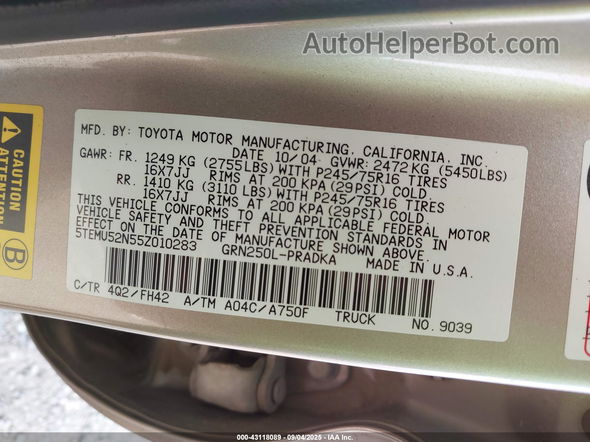 AutoHelperBot.com
MFD. BY: TOYOTA MOTOR MANUFACTURING, CALIFORNIA, INC.
DATE 10/04 GVWR: 2472 KG (5450LBS)
GAWR: FR. 1249 KG (2755LBS) WITH P245/75R16 TIRES
16X7JJ RIMS AT 200 KPA (29PSI) COLD
RR. 1410 KG (3110 LBS) WITH P245/75R16 TIRES
16X7JJ RIMS AT 200 KPA (29 PSI) COLD
THIS VEHICLE CONFORMS TO ALL APPLICABLE FEDERAL MOTOR
VEHICLE SAFETY AND THEFT PREVENTION STANDARDS IN
EFFECT ON THE DATE OF MANUFACTURE SHOWN ABOVE.
5TEMU52N55Z010283 GRN250L-PRADKA MADE IN U.S.A.
C/TR 4Q2/FH42 A/TM A04C/A750F TRUCK NO. 9039
CAUTION
ATTENTION
B
000-43118089 - 09/04/2025 - IAA Inc.